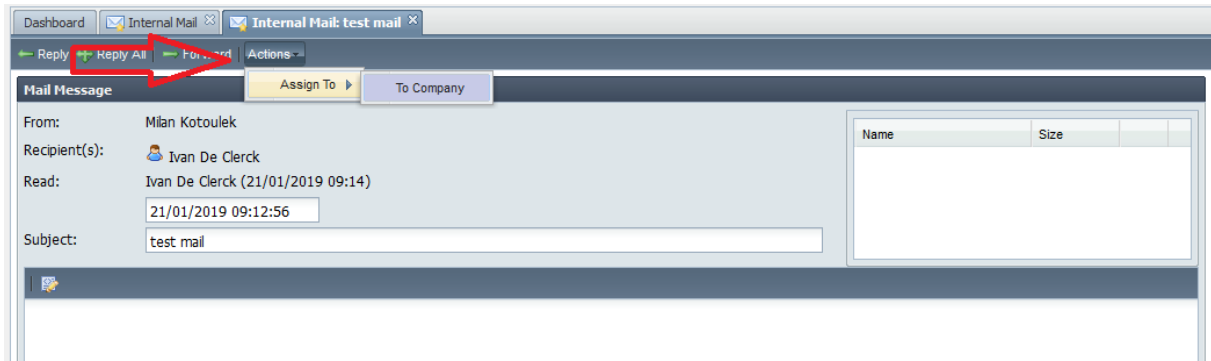 Dashboard Internal Mail Internal Mail: test mail
Reply Reply All Forward Actions
Assign To To Company
Mail Message
From: Milan Kotoulek
Name Size
Recipient(s): Ivan De Clerck
Read: Ivan De Clerck (21/01/2019 09:14)
21/01/2019 09:12:56
Subject: test mail